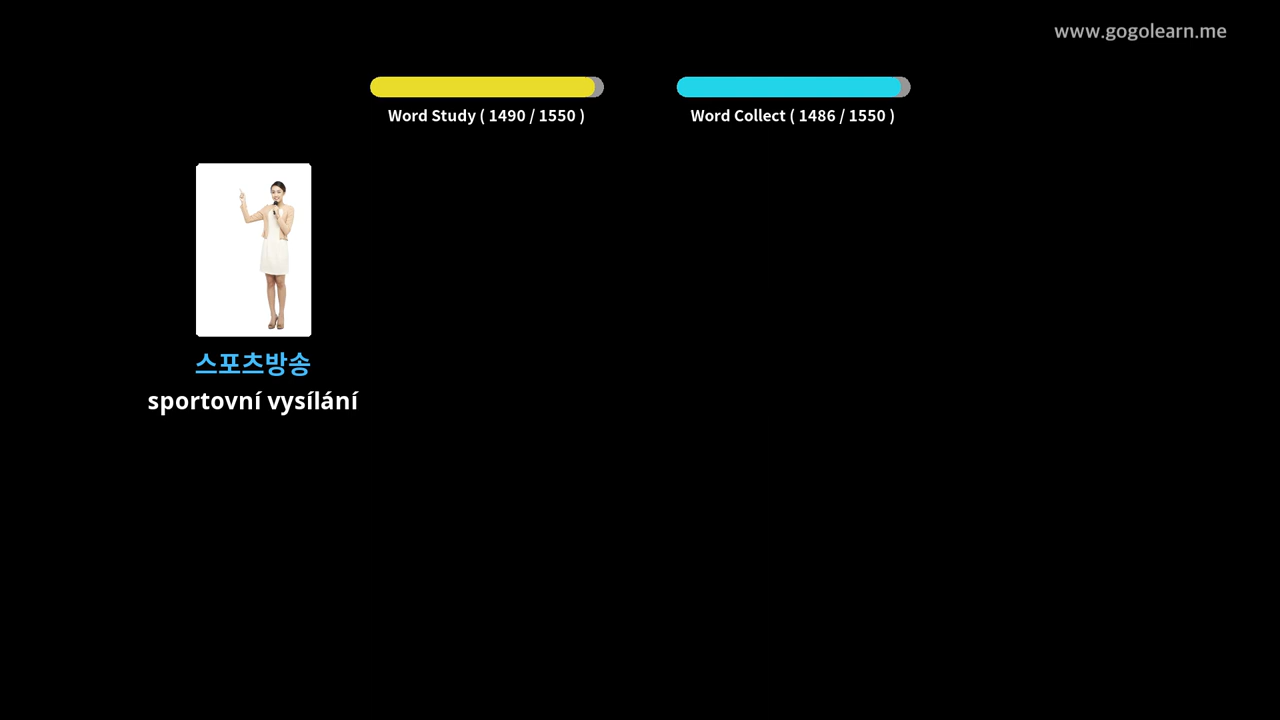 www.gogolearn.me
Word Study ( 1490 / 1550 )
Word Collect ( 1486 / 1550 )
스포츠방송
sportovní vysílání